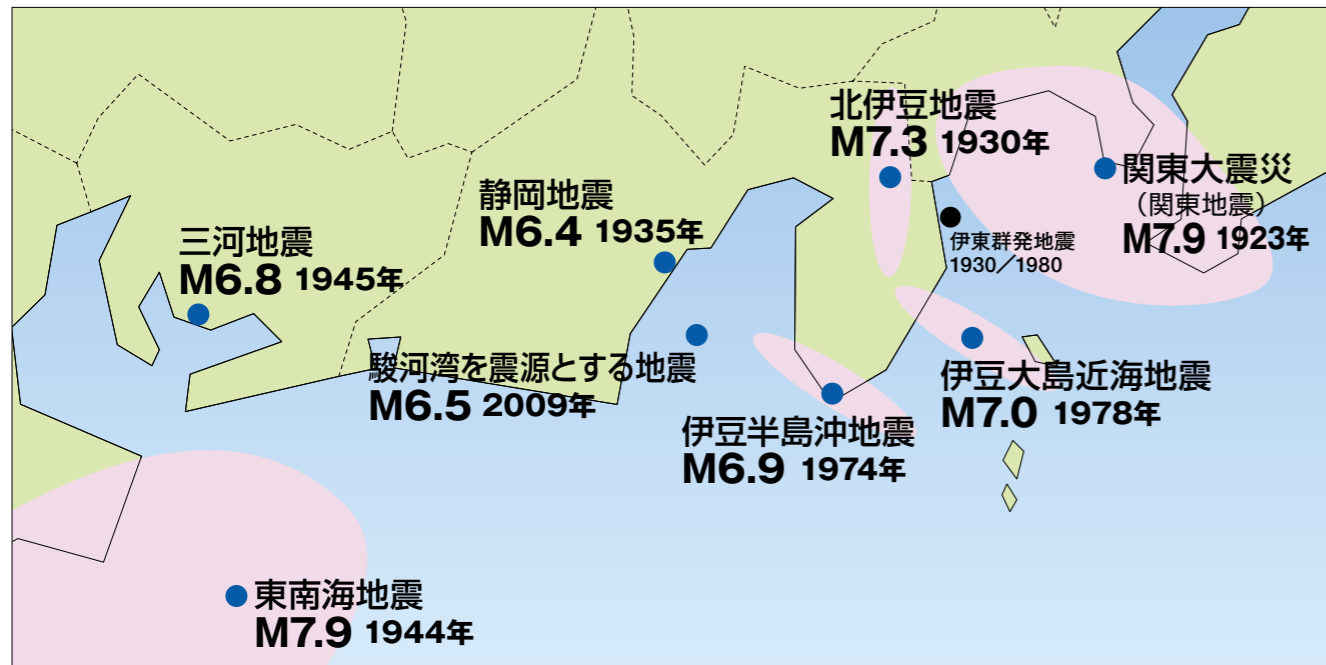 北伊豆地震
M7.3 1930年
関東大震災
（関東地震）
M7.9 1923年
静岡地震
M6.4 1935年
伊東群発地震
1930／1980
三河地震
M6.8 1945年
駿河湾を震源とする地震
M6.5 2009年
伊豆大島近海地震
M7.0 1978年
伊豆半島沖地震
M6.9 1974年
東南海地震
M7.9 1944年